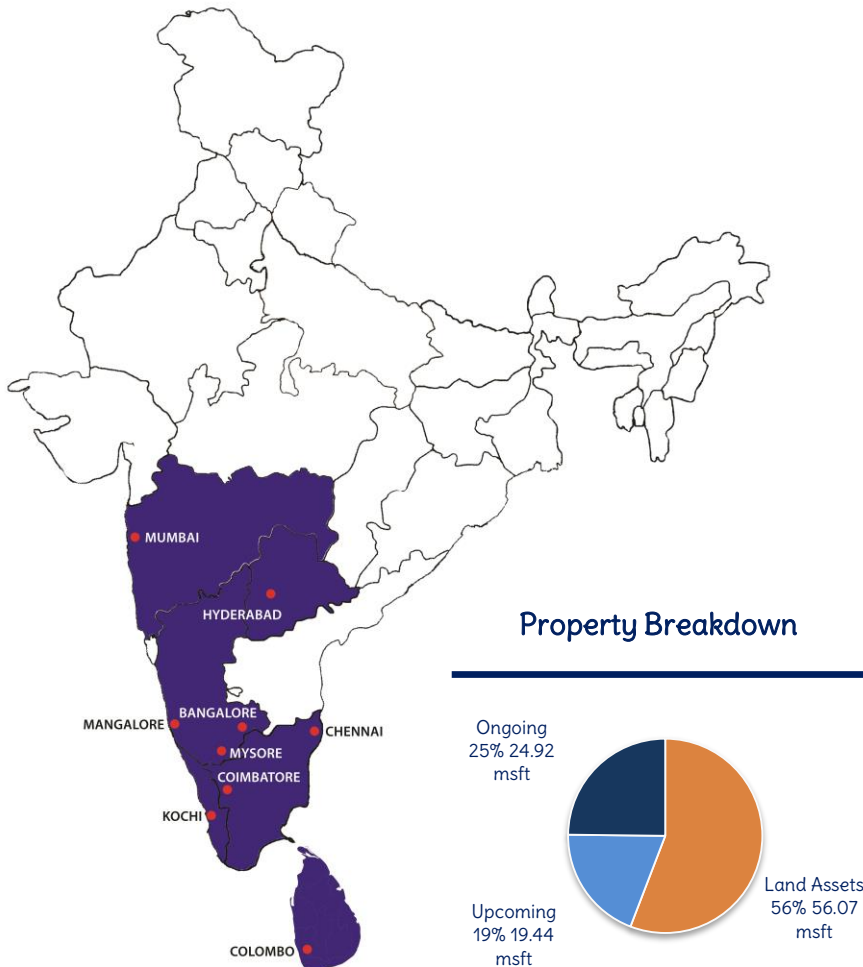 MUMBAI
HYDERABAD
MANGALORE
BANGALORE
CHENNAI
MYSORE
COIMBATORE
KOCHI
COLOMBO
Property Breakdown
Ongoing
25% 24.92
msft
Upcoming
19% 19.44
msft
Land Assets
56% 56.07
msft